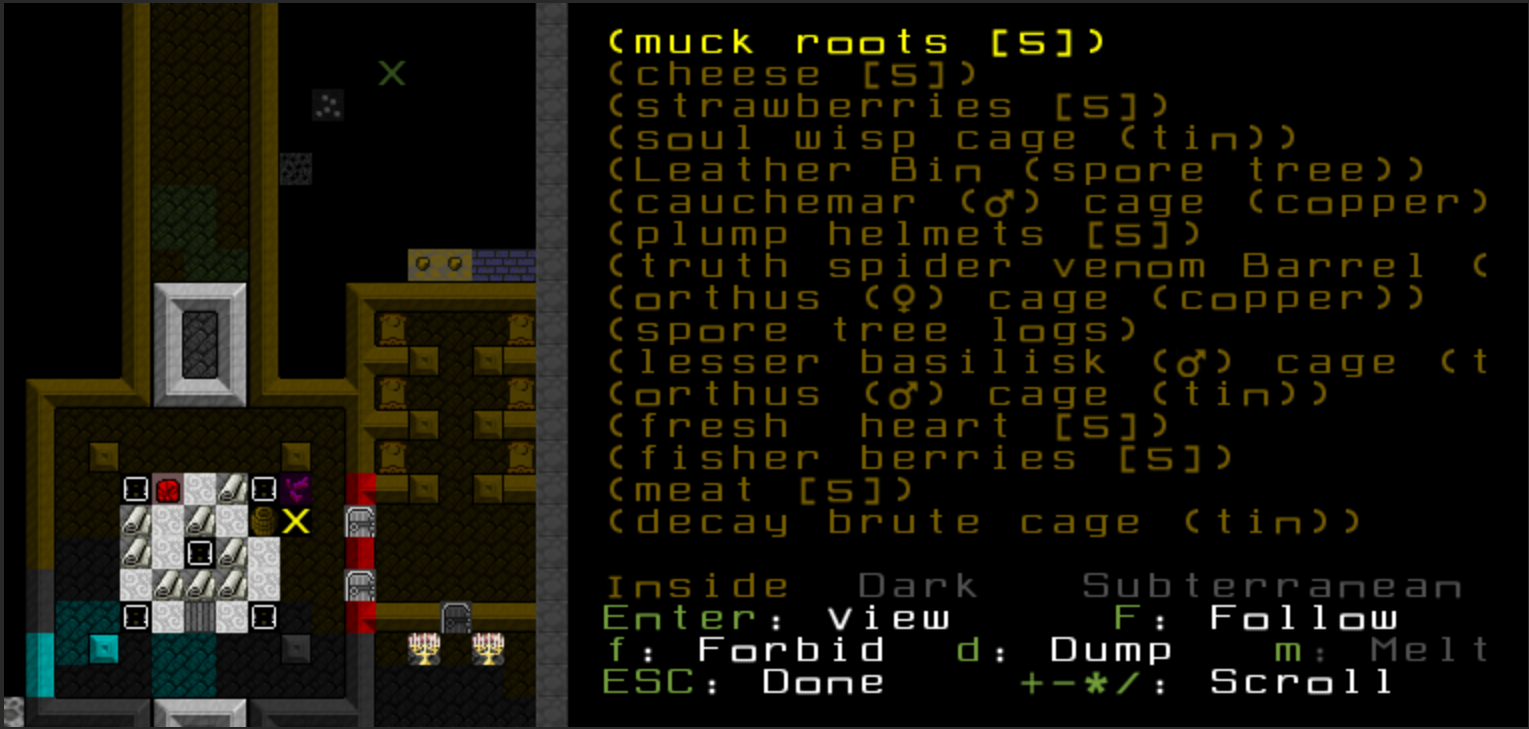 (muck roots [5])
(cheese [5])
(strawberries [5])
(soul wisp cage (tin))
(Leather Bin (spore tree))
(cauchemar (♂) cage (copper)
(plump helmets [5])
(truth spider venom Barrel (
(orthus (♀) cage (copper))
(spore tree logs)
(lesser basilisk (♂) cage (t
(orthus (♂) cage (tin))
(fresh  heart [5])
(fisher berries [5])
(meat [5])
(decay brute cage (tin))
Inside  Dark  Subterranean
Enter: View  F: Follow
f: Forbid  d: Dump  m: Melt
ESC: Done  +-*/: Scroll